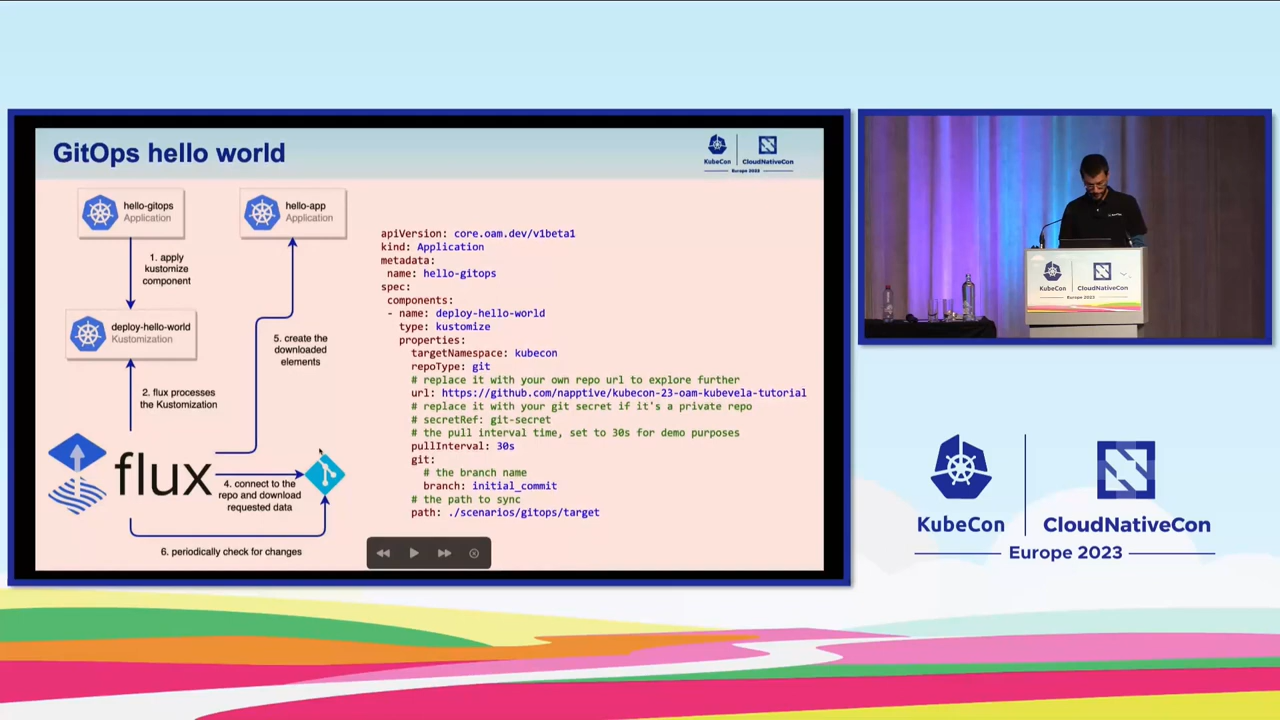 GitOps hello world
KubeCon
CloudNativeCon
Europe 2023
hello-gitops
Application
hello-app
Application
1. apply
kustomize
component
deploy-hello-world
Kustomization
5. create the
downloaded
elements
2. flux processes
the Kustomization
flux
4. connect to the
repo and download
requested data
6. periodically check for changes
apiVersion: core.oam.dev/v1beta1
kind: Application
metadata:
name: hello-gitops
spec:
components:
- name: deploy-hello-world
type: kustomize
properties:
targetNamespace: kubecon
repoType: git
# replace it with your own repo url to explore further
url: https://github.com/napptive/kubecon-23-oam-kubevela-tutorial
# replace it with your git secret if it's a private repo
# secretRef: git-secret
# the pull interval time, set to 30s for demo purposes
pullInterval: 30s
git:
# the branch name
branch: initial_commit
# the path to sync
path: ./scenarios/gitops/target
KubeCon
CloudNativeCon
Europe 2023
KubeCon
CloudNativeCon
Europe 2023